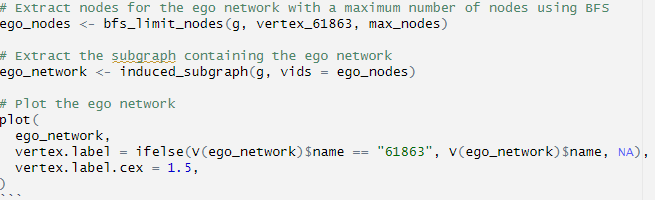 # Extract nodes for the ego network with a maximum number of nodes using BFS
ego_nodes <- bfs_limit_nodes(g, vertex_61863, max_nodes)
# Extract the subgraph containing the ego network
ego_network <- induced_subgraph(g, vids = ego_nodes)
# Plot the ego network
plot(
ego_network,
vertex.label = ifelse(V(ego_network)$name == "61863", V(ego_network)$name, NA),
vertex.label.cex = 1.5,
)
```